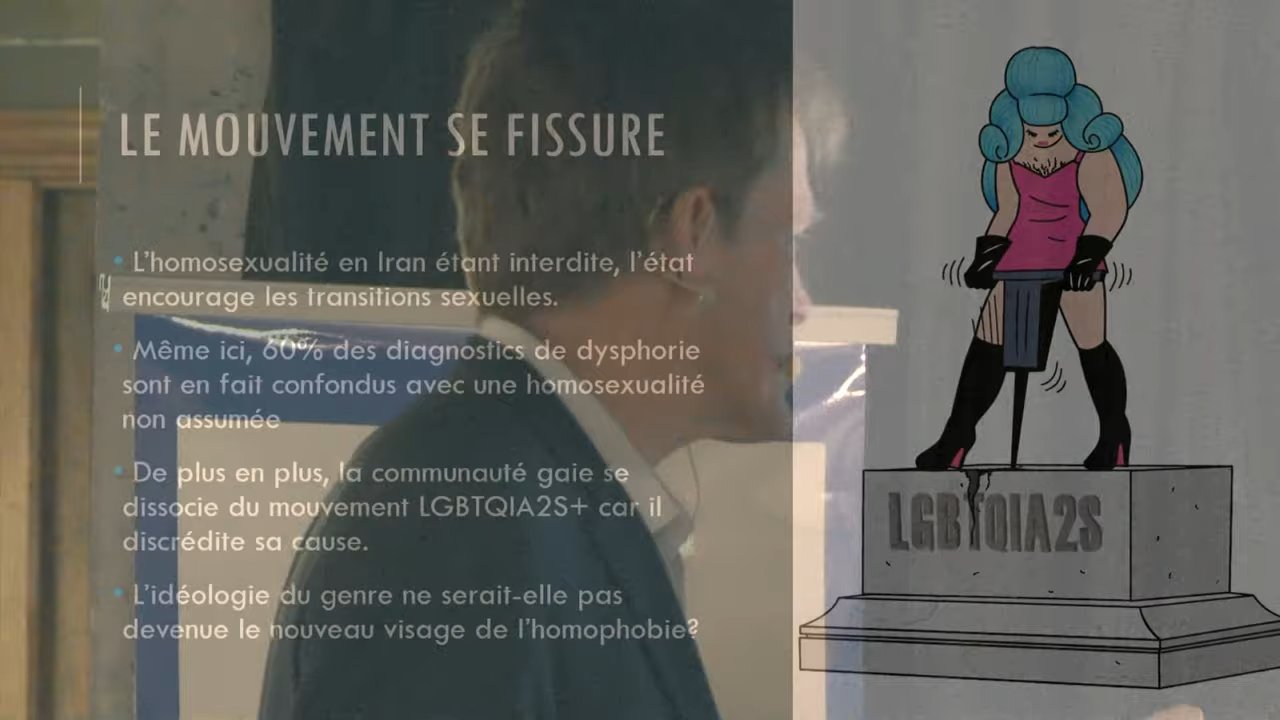 LE MOUVEMENT SE FISSURE
• L'homosexualité en Iran étant interdite, l'état
encourage les transitions sexuelles.
• Même ici, 60% des diagnostics de dysphorie
sont en fait confondus avec une homosexualité
non assumée
• De plus en plus, la communauté gaie se
dissocie du mouvement LGBTQIA2S+ car il
discrédite sa cause.
• L'idéologie du genre ne serait-elle pas
devenue le nouveau visage de l'homophobie?
LGBTQIA2S